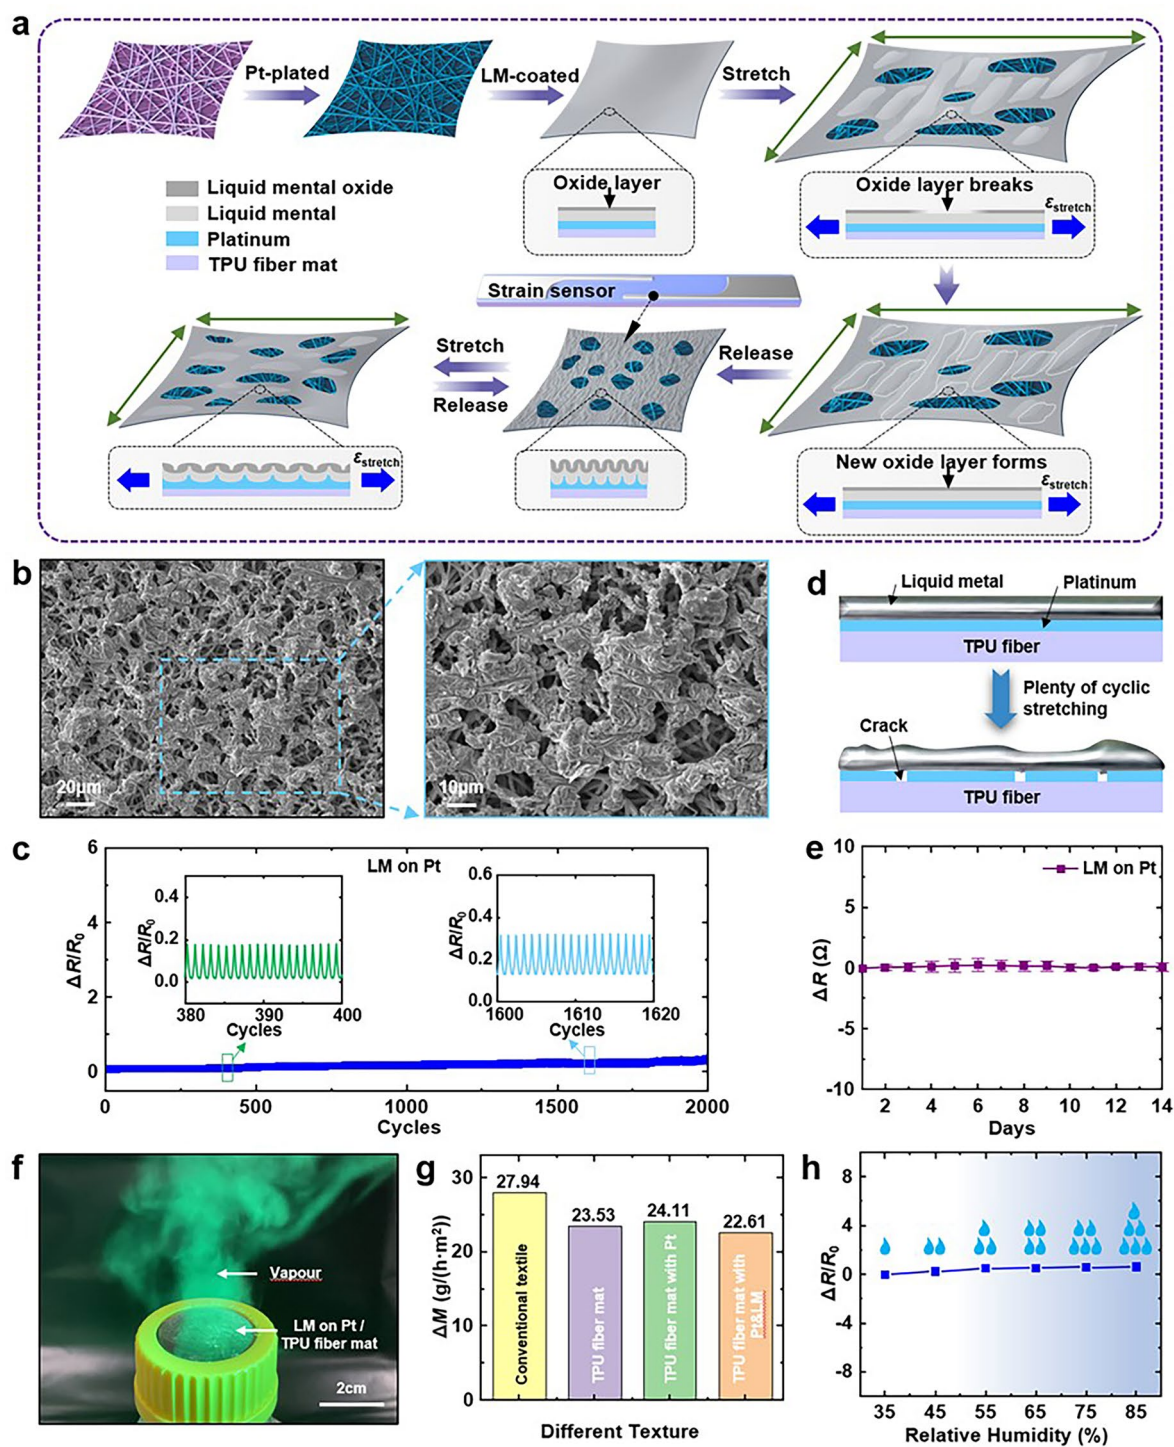 a
Pt-plated
LM-coated
Stretch
Liquid mental oxide
Liquid mental
Platinum
TPU fiber mat
Oxide layer
Oxide layer breaks
εstretch
Strain sensor
Stretch
Release
Release
εstretch
New oxide layer forms
εstretch
b
20μm
10μm
d
Liquid metal
Platinum
TPU fiber
Plenty of cyclic
stretching
Crack
TPU fiber
c
LM on Pt
ΔR/R0
6
4
2
0
0
500
1000
1500
2000
Cycles
ΔR/R0
0.4
0.2
0.0
380
390
400
Cycles
ΔR/R0
0.6
0.4
0.2
0.0
1600
1610
1620
Cycles
e
LM on Pt
ΔR (Ω)
10
5
0
-5
-10
2
4
6
8
10
12
14
Days
f
Vapour
LM on Pt /
TPU fiber mat
2cm
g
ΔM (g/(h·m²))
30
20
10
0
27.94
23.53
24.11
22.61
Conventional textile
TPU fiber mat
TPU fiber mat with Pt
TPU fiber mat with
Pt&LM
Different Texture
h
ΔR/R0
8
4
0
-4
-8
35
45
55
65
75
85
Relative Humidity (%)